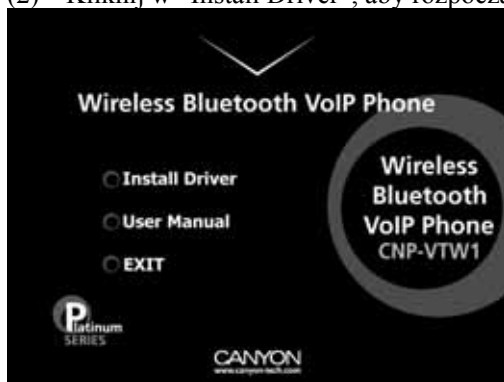 (2) Kliknij w "Install Driver", aby rozpocz
Wireless Bluetooth VoIP Phone
Install Driver
User Manual
EXIT
Wireless
Bluetooth
VoIP Phone
CNP-VTW1
Platinum
SERIES
CANYON
www.canyon-tech.com